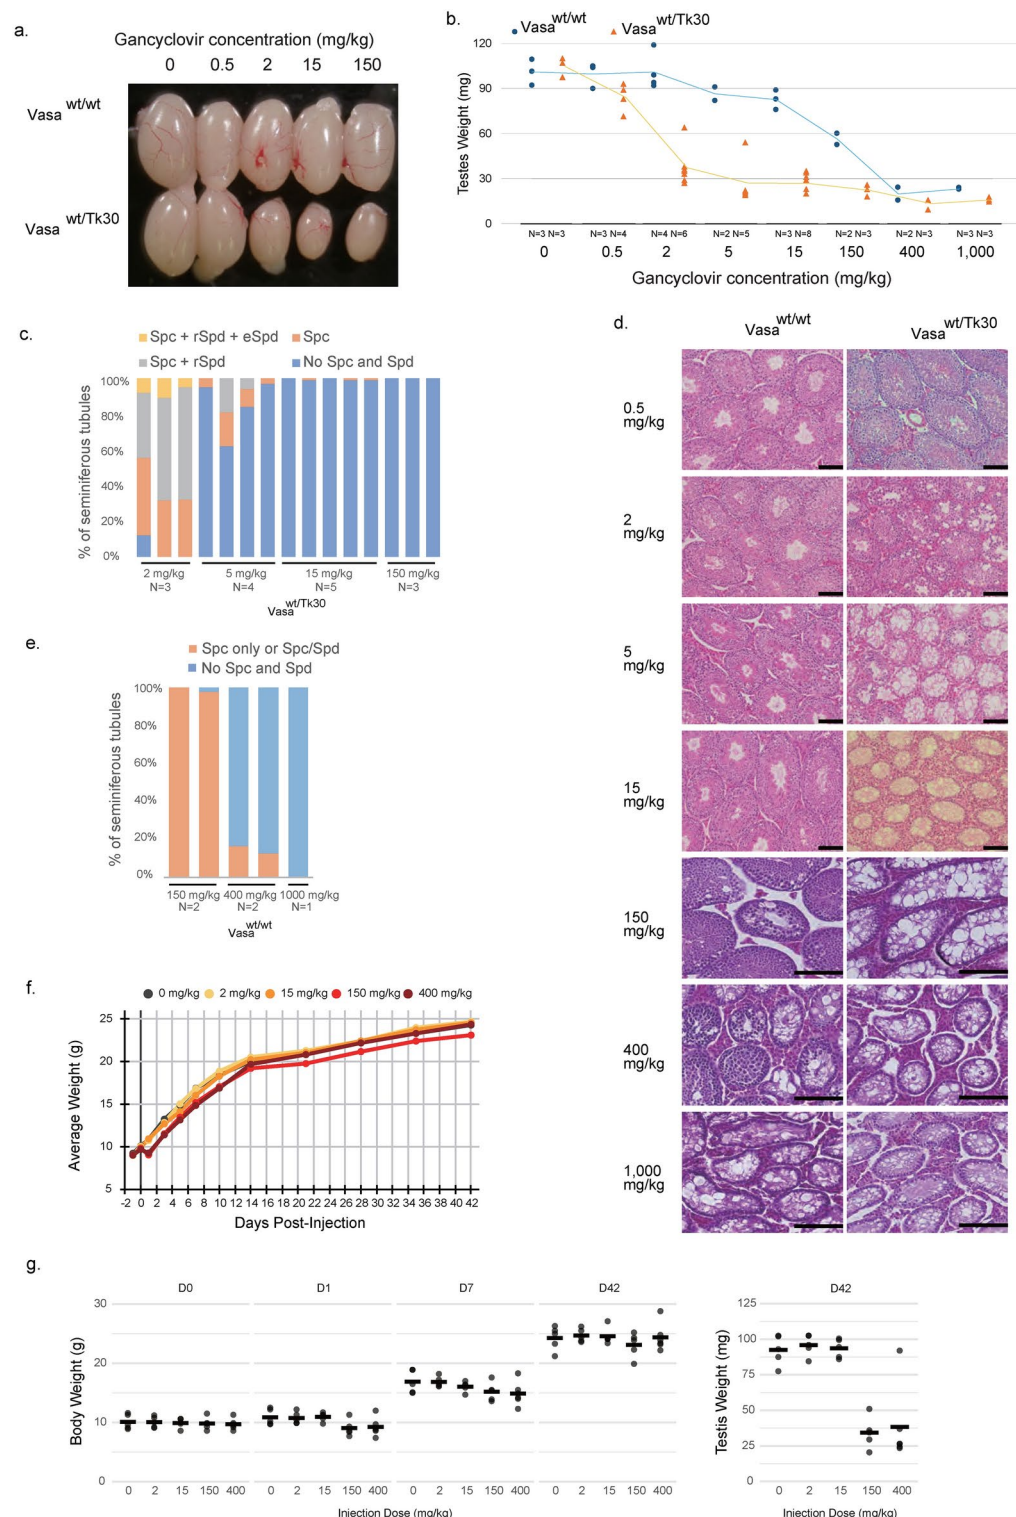 a.
Gancyclovir concentration (mg/kg)
0 0.5 2 15 150
Vasa wt/wt
Vasa wt/Tk30
b.
Vasa wt/wt Vasa wt/Tk30
Testes Weight (mg)
120
90
60
30
0
N=3 N=3 N=3 N=4 N=4 N=6 N=2 N=5 N=3 N=8 N=2 N=3 N=2 N=3 N=3 N=3
0 0.5 2 5 15 150 400 1,000
Gancyclovir concentration (mg/kg)
c.
Spc + rSpd + eSpd Spc
Spc + rSpd No Spc and Spd
% of seminiferous tubules
100%
80%
60%
40%
20%
0%
2 mg/kg 5 mg/kg 15 mg/kg 150 mg/kg
N=3 N=4 N=5 N=3
Vasa wt/Tk30
d.
Vasa wt/wt Vasa wt/Tk30
0.5 mg/kg
2 mg/kg
5 mg/kg
15 mg/kg
150 mg/kg
400 mg/kg
1,000 mg/kg
e.
Spc only or Spc/Spd
No Spc and Spd
% of seminiferous tubules
100%
80%
60%
40%
20%
0%
150 mg/kg 400 mg/kg 1000 mg/kg
N=2 N=2 N=1
Vasa wt/wt
f.
0 mg/kg 2 mg/kg 15 mg/kg 150 mg/kg 400 mg/kg
Average Weight (g)
25
20
15
10
5
-2 0 2 4 6 8 10 12 14 16 18 20 22 24 26 28 30 32 34 36 38 40 42
Days Post-Injection
g.
D0 D1 D7 D42
Body Weight (g)
30
20
10
0
0 2 15 150 400 0 2 15 150 400 0 2 15 150 400 0 2 15 150 400
Injection Dose (mg/kg)
D42
Testis Weight (mg)
125
100
75
50
25
0
0 2 15 150 400
Injection Dose (mg/kg)